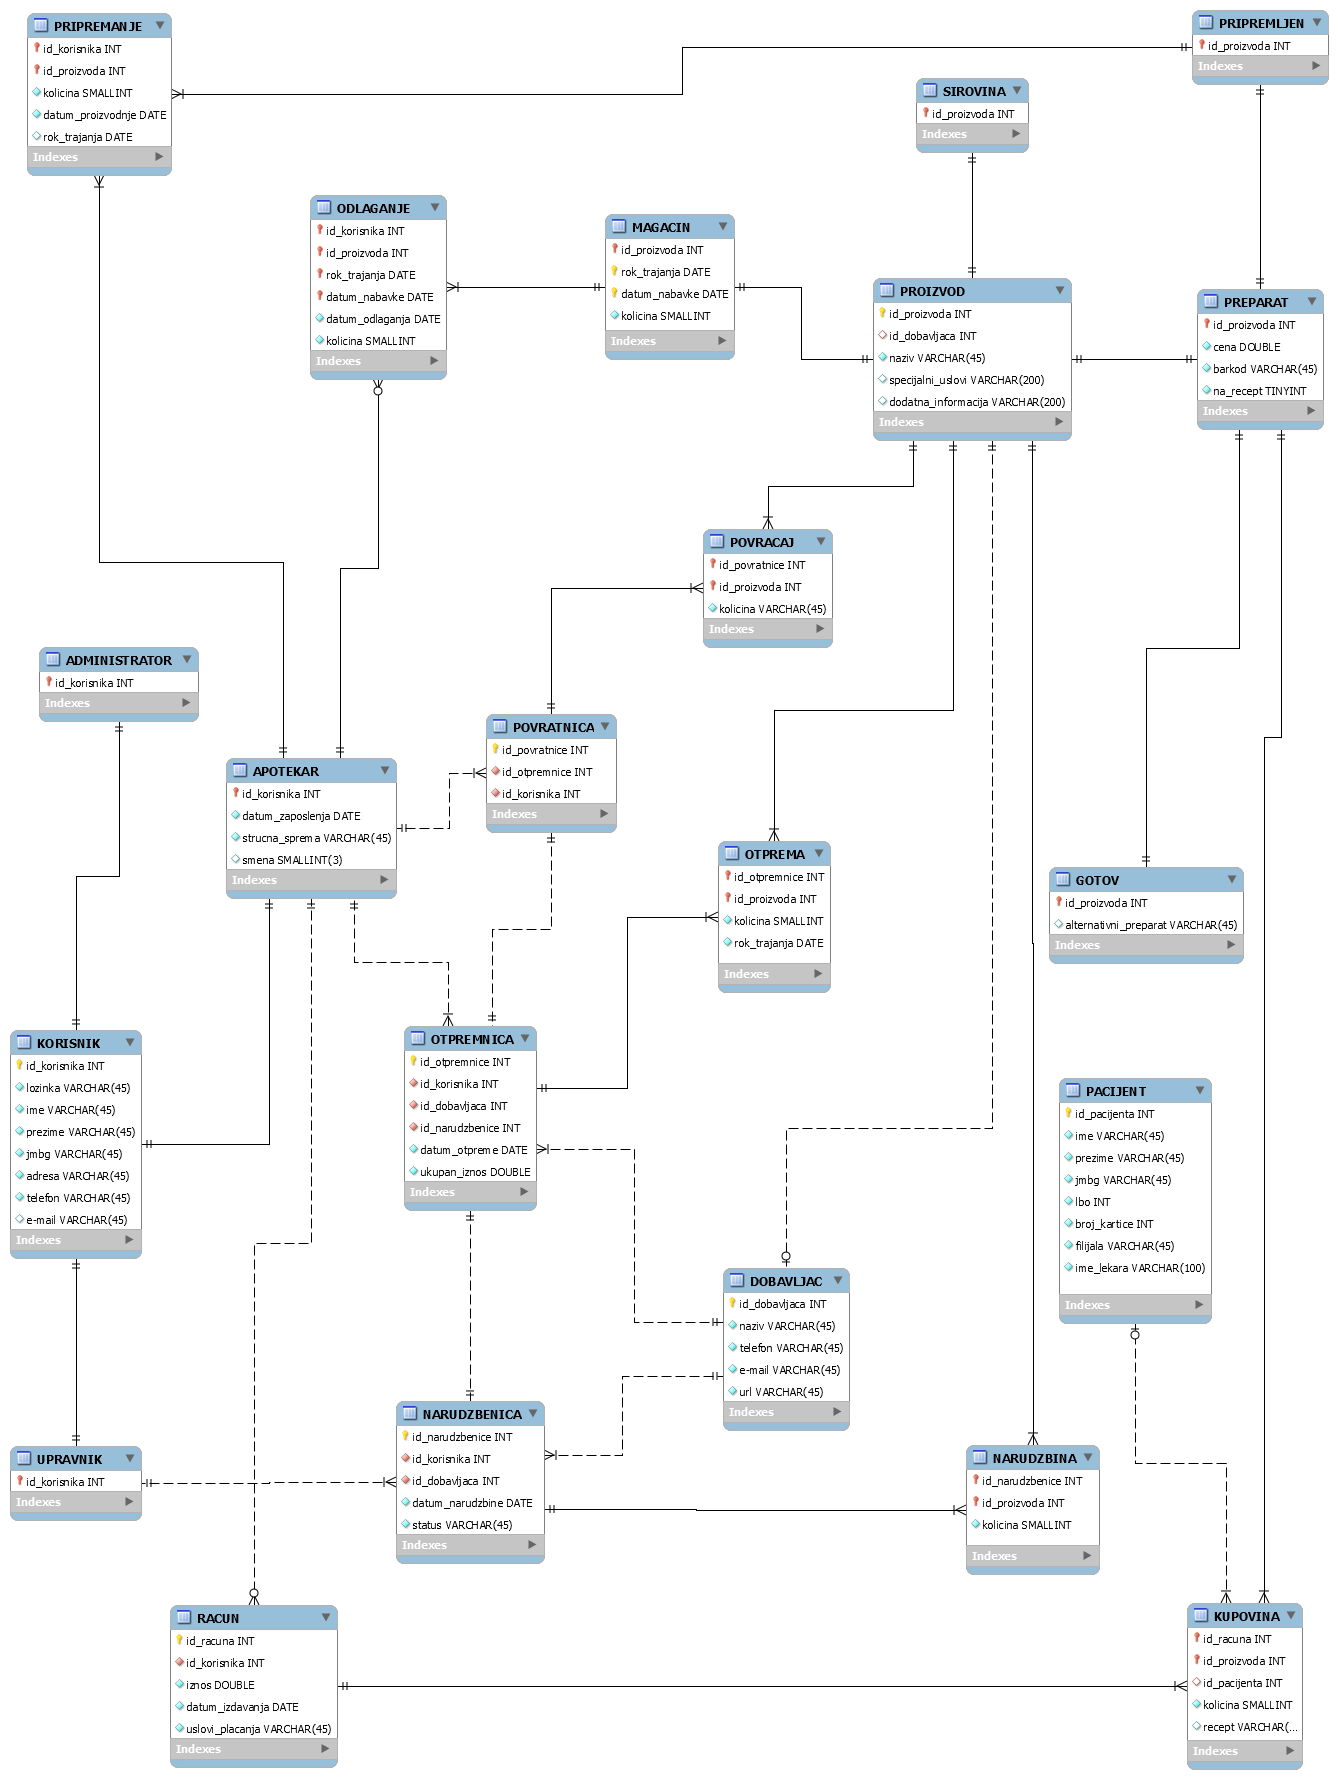 PRIPREMANJE
id_korisnika INT
id_proizvoda INT
kolicina SMALLINT
datum_proizvodnje DATE
rok_trajanja DATE
Indexes
PRIPREMLJEN
id_proizvoda INT
Indexes
SIROVINA
id_proizvoda INT
Indexes
ODLAGANJE
id_korisnika INT
id_proizvoda INT
rok_trajanja DATE
datum_nabavke DATE
datum_odlaganja DATE
kolicina SMALLINT
Indexes
MAGACIN
id_proizvoda INT
rok_trajanja DATE
datum_nabavke DATE
kolicina SMALLINT
Indexes
PROIZVOD
id_proizvoda INT
id_dobavljaca INT
naziv VARCHAR(45)
specijalni_uslovi VARCHAR(200)
dodatna_informacija VARCHAR(200)
Indexes
PREPARAT
id_proizvoda INT
cena DOUBLE
barkod VARCHAR(45)
na_recept TINYINT
Indexes
POVRACAJ
id_povratnice INT
id_proizvoda INT
kolicina VARCHAR(45)
Indexes
ADMINISTRATOR
id_korisnika INT
Indexes
POVRATNICA
id_povratnice INT
id_otpremnice INT
id_korisnika INT
Indexes
APOTEKAR
id_korisnika INT
datum_zaposlenja DATE
strucna_sprema VARCHAR(45)
smena SMALLINT(3)
Indexes
OTPREMA
id_otpremnice INT
id_proizvoda INT
kolicina SMALLINT
rok_trajanja DATE
Indexes
GOTOV
id_proizvoda INT
alternativni_preparat VARCHAR(45)
Indexes
KORISNIK
id_korisnika INT
lozinka VARCHAR(45)
ime VARCHAR(45)
prezime VARCHAR(45)
jmbg VARCHAR(45)
adresa VARCHAR(45)
telefon VARCHAR(45)
e-mail VARCHAR(45)
Indexes
OTPREMNICA
id_otpremnice INT
id_korisnika INT
id_dobavljaca INT
id_narudzbenice INT
datum_otpreme DATE
ukupan_iznos DOUBLE
Indexes
PACIJENT
id_pacijenta INT
ime VARCHAR(45)
prezime VARCHAR(45)
jmbg VARCHAR(45)
lbo INT
broj_kartice INT
filijala VARCHAR(45)
ime_lekara VARCHAR(100)
Indexes
DOBAVLJAC
id_dobavljaca INT
naziv VARCHAR(45)
telefon VARCHAR(45)
e-mail VARCHAR(45)
url VARCHAR(45)
Indexes
UPRAVNIK
id_korisnika INT
Indexes
NARUDZBENICA
id_narudzbenice INT
id_korisnika INT
id_dobavljaca INT
datum_narudzbine DATE
status VARCHAR(45)
Indexes
NARUDZBINA
id_narudzbenice INT
id_proizvoda INT
kolicina SMALLINT
Indexes
RACUN
id_racuna INT
id_korisnika INT
iznos DOUBLE
datum_izdavanja DATE
uslovi_placanja VARCHAR(45)
Indexes
KUPOVINA
id_racuna INT
id_proizvoda INT
id_pacijenta INT
kolicina SMALLINT
recept VARCHAR(...
Indexes